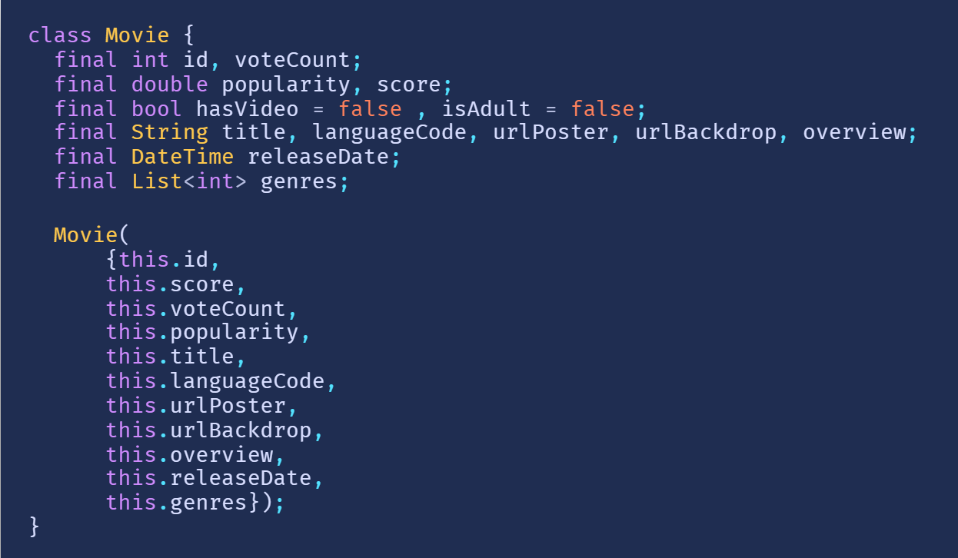 class Movie {
  final int id, voteCount;
  final double popularity, score;
  final bool hasVideo = false , isAdult = false;
  final String title, languageCode, urlPoster, urlBackdrop, overview;
  final DateTime releaseDate;
  final List<int> genres;

  Movie(
      {this.id,
      this.score,
      this.voteCount,
      this.popularity,
      this.title,
      this.languageCode,
      this.urlPoster,
      this.urlBackdrop,
      this.overview,
      this.releaseDate,
      this.genres});
}